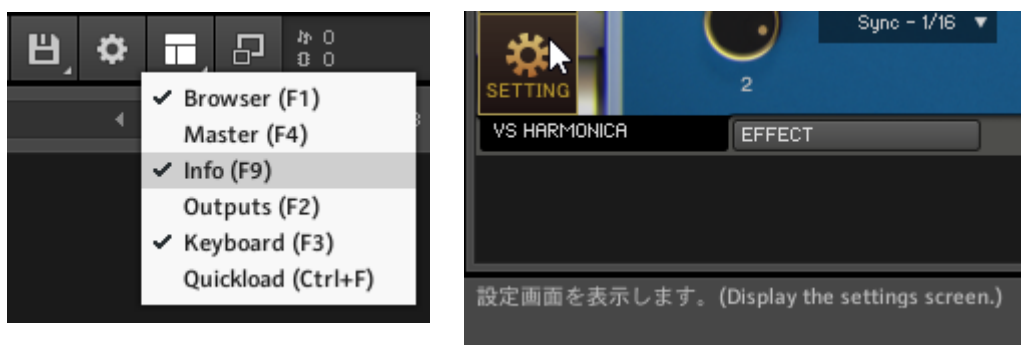 0
0
Browser (F1)
Master (F4)
Info (F9)
Outputs (F2)
Keyboard (F3)
Quickload (Ctrl+F)
Sync - 1/16 ▼
SETTING
2
VS HARMONICA
EFFECT
設定画面を表示します。(Display the settings screen.)